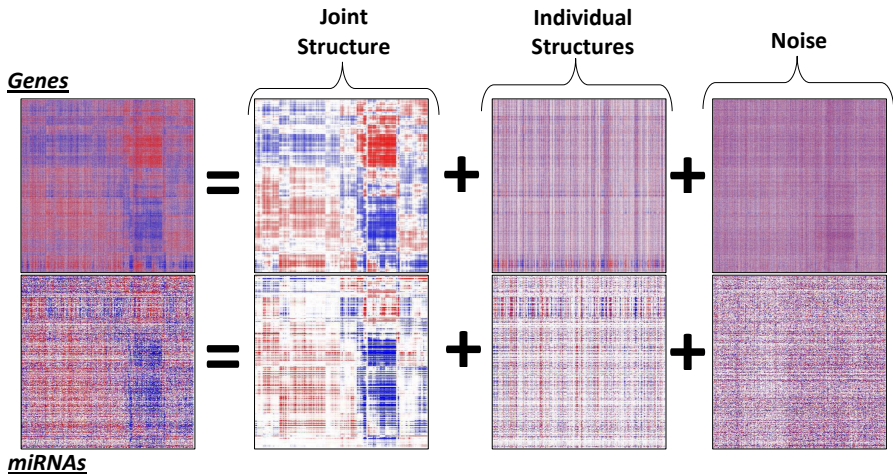 Joint
Structure
Individual
Structures
Noise
Genes
=
+
+
=
+
+
miRNAs